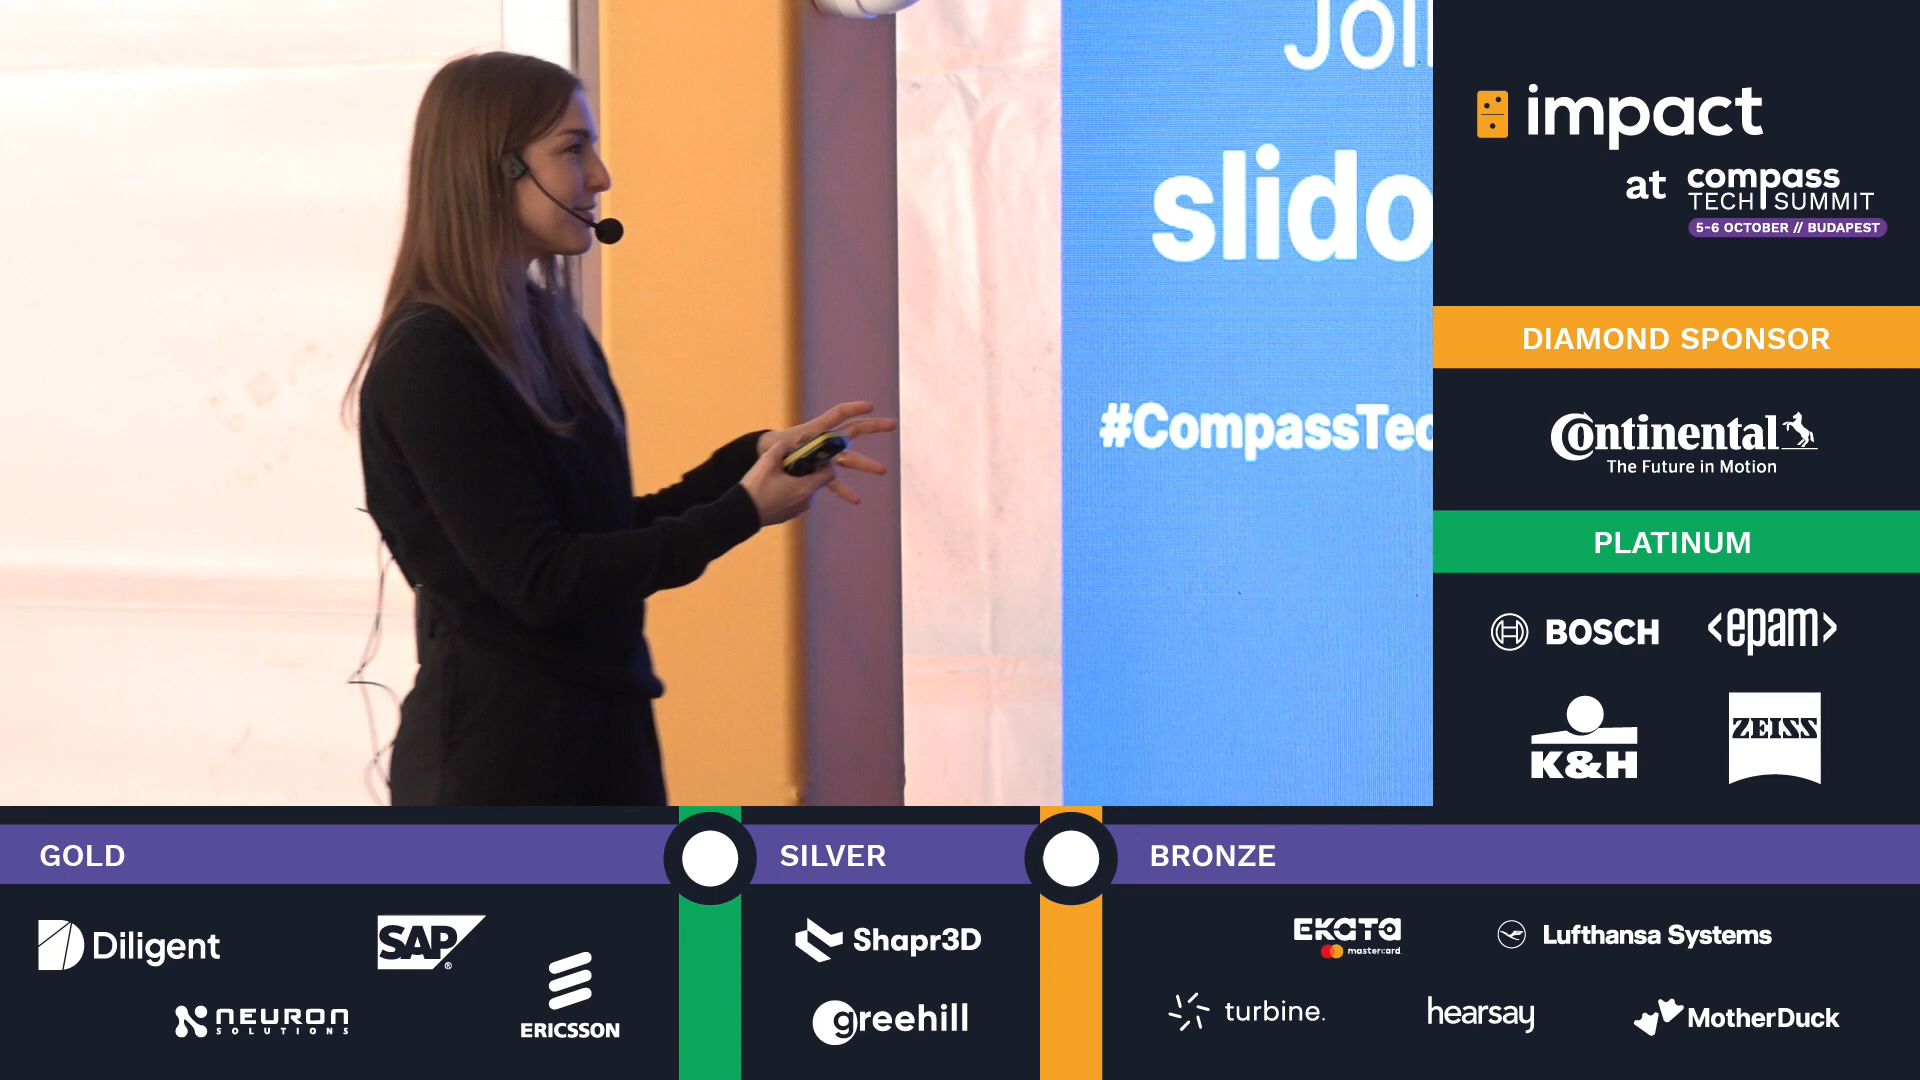 Joi
slido
#CompassTec
impact
at compass
TECH SUMMIT
5-6 OCTOBER // BUDAPEST
DIAMOND SPONSOR
Continental
The Future in Motion
PLATINUM
BOSCH
<epam>
K&H
ZEISS
GOLD
SILVER
BRONZE
Diligent
SAP®
NEURON
SOLUTIONS
ERICSSON
Shapr3D
greehill
EKATA
mastercard.
Lufthansa Systems
turbine.
hearsay
MotherDuck